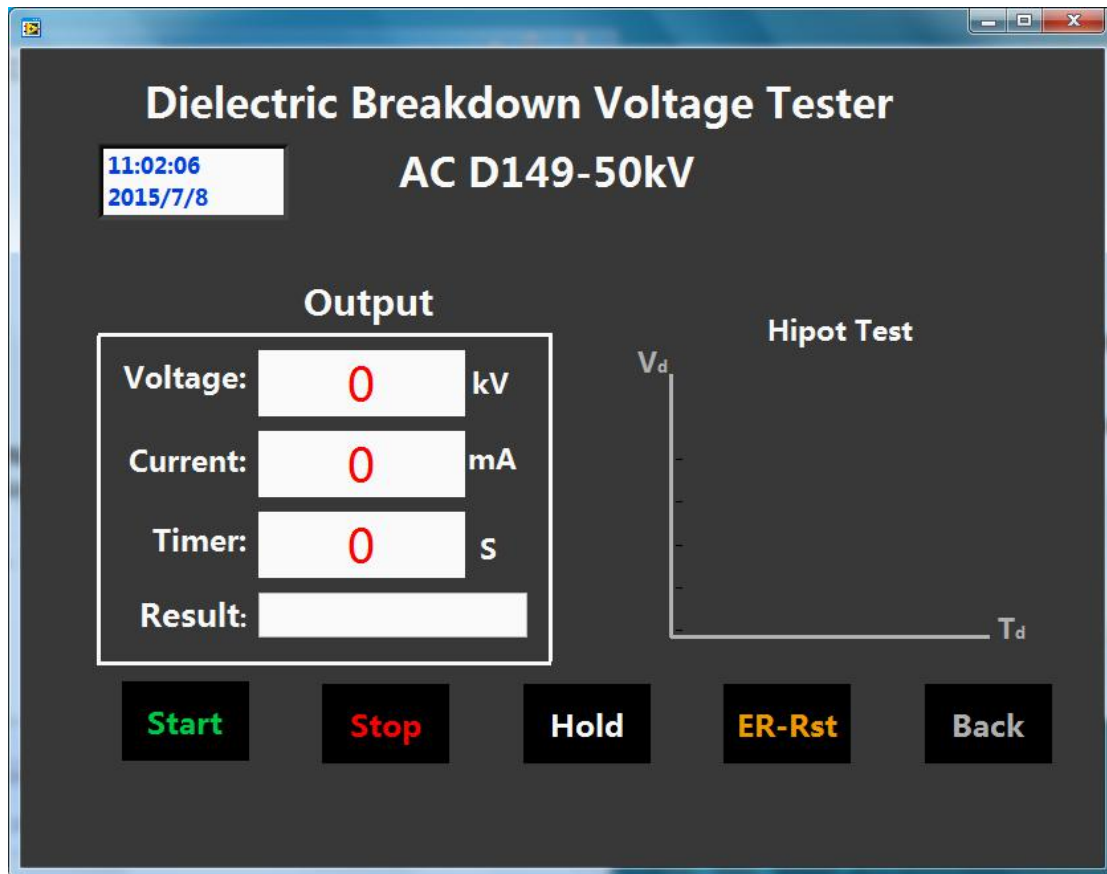 Dielectric Breakdown Voltage Tester
11:02:06
2015/7/8
AC D149-50kV
Output
Voltage: 0 kV
Current: 0 mA
Timer: 0 S
Result:
Hipot Test
Vd
Td
Start Stop Hold ER-Rst Back